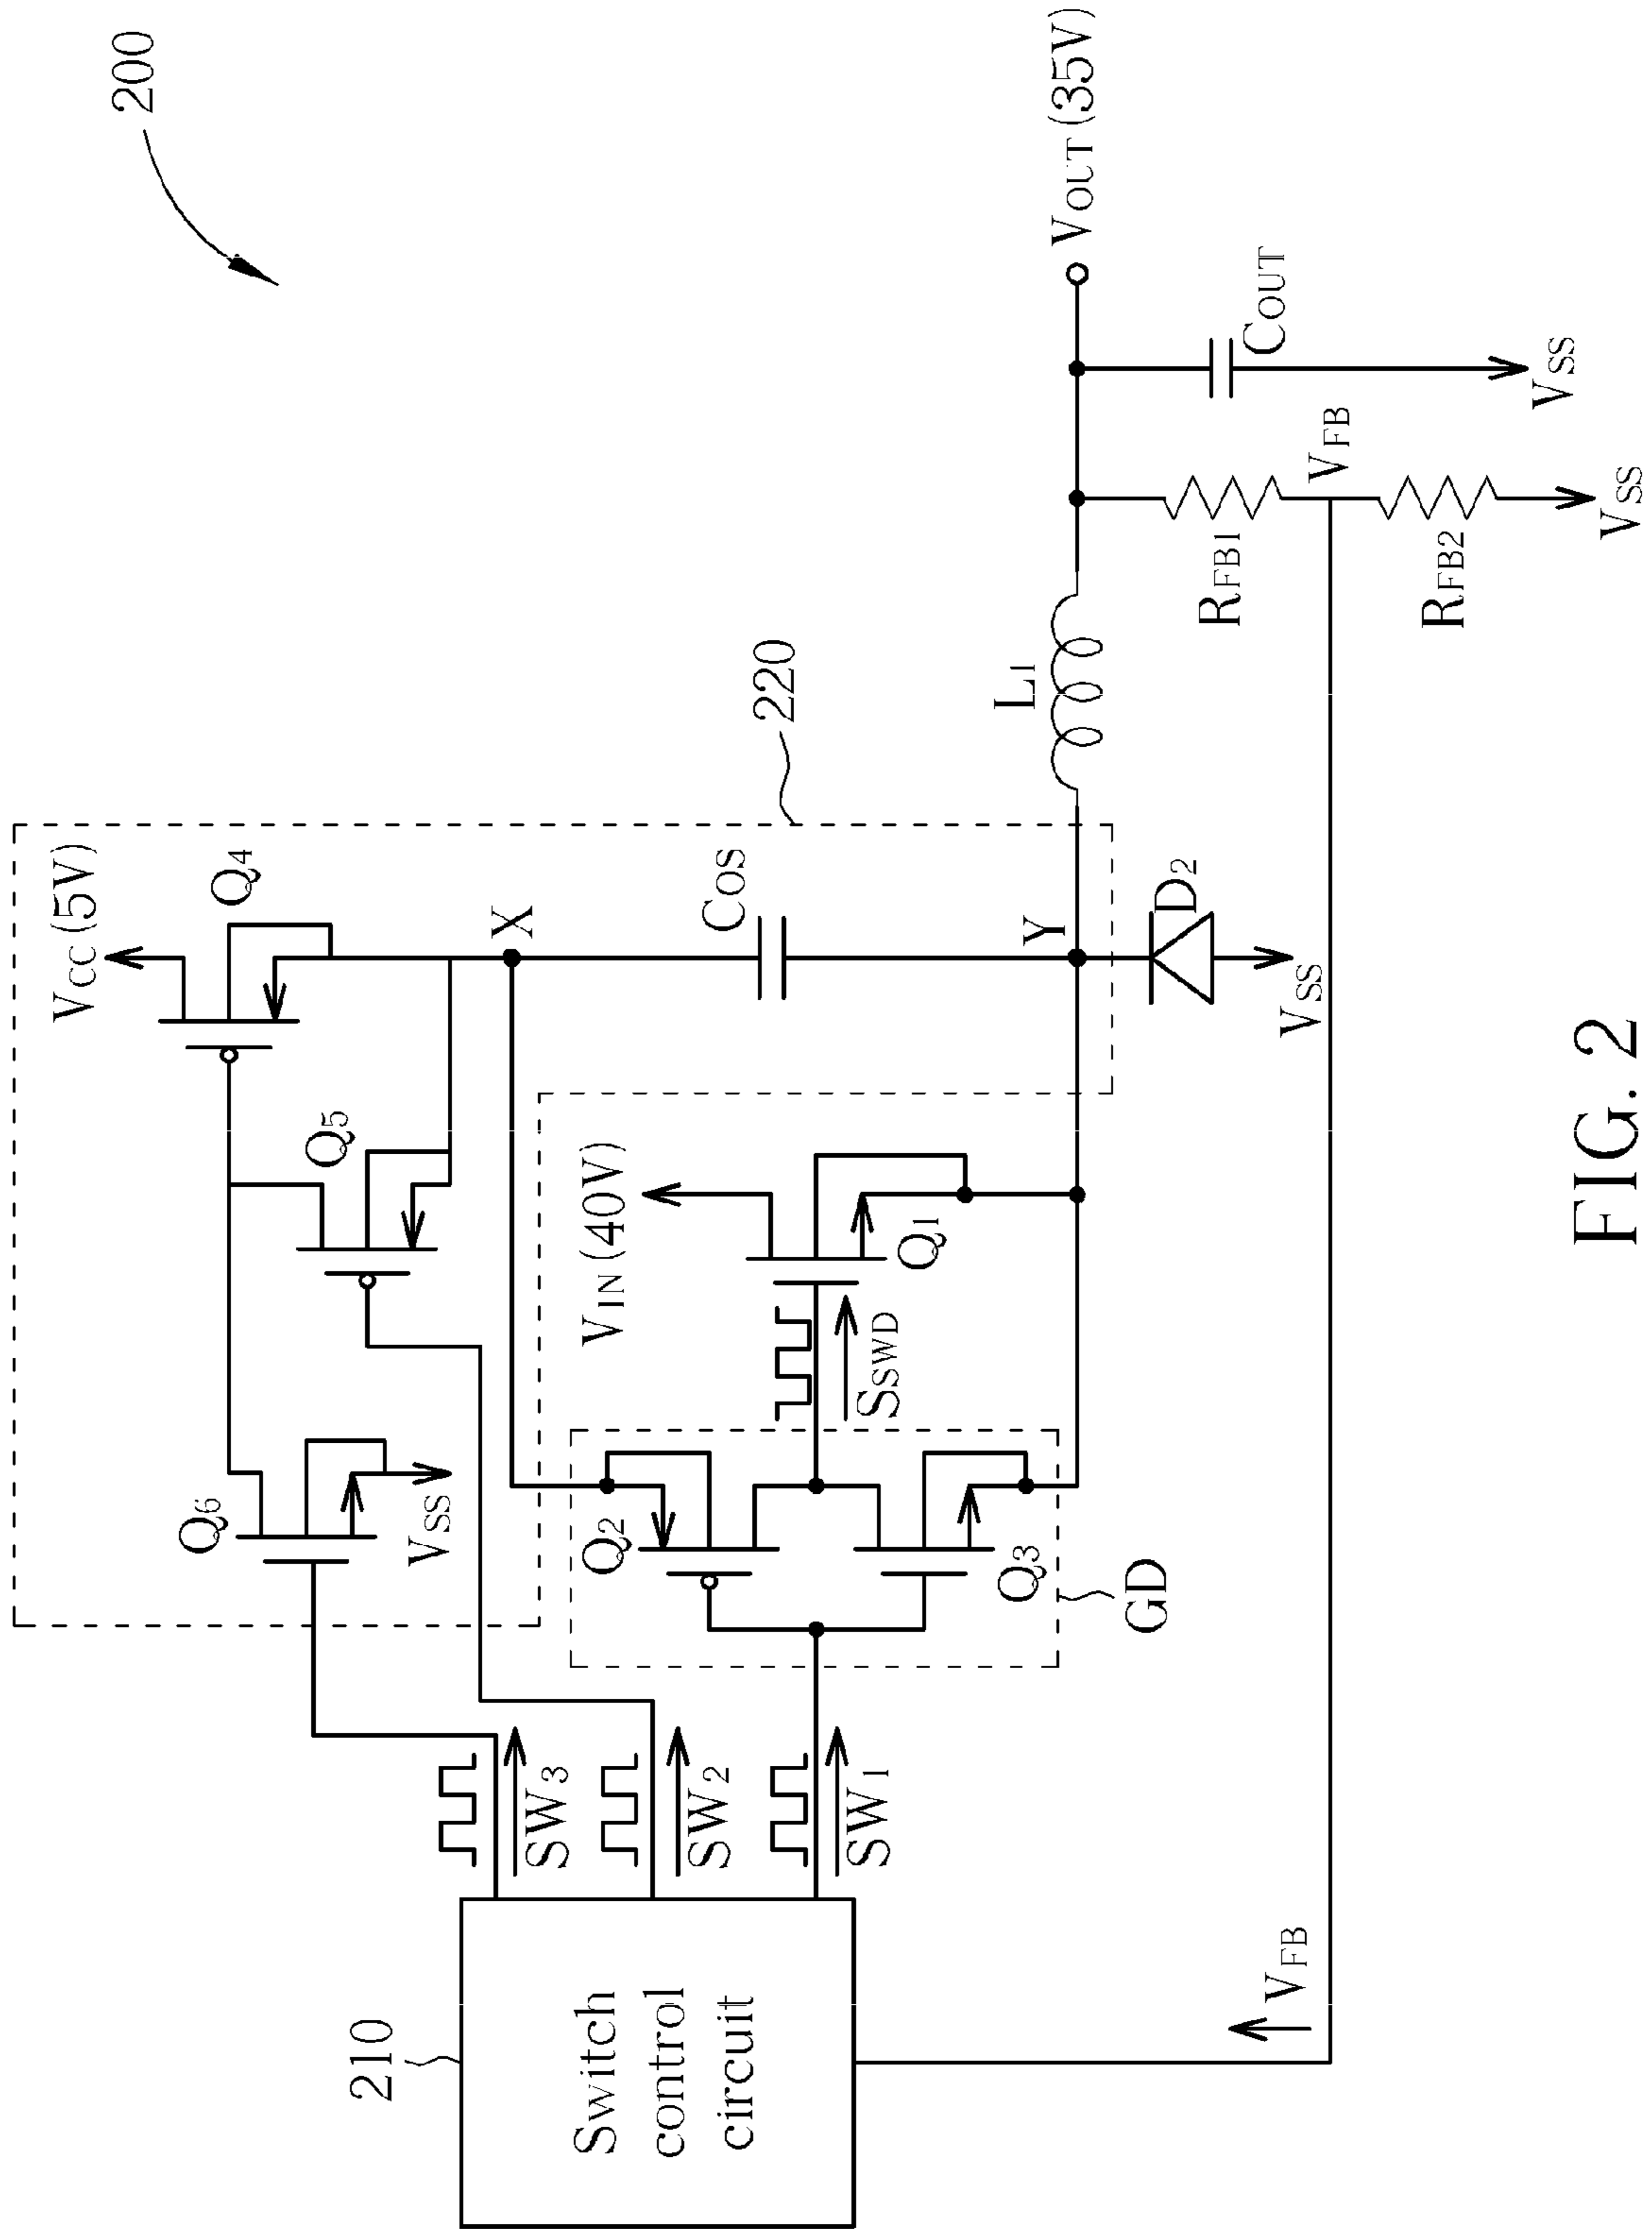 200
VCC (5V)
Q4
Q5
Q6
VSS
X
220
COS
Y
L1
VOUT (35V)
COUT
VSS
VIN (40V)
Q1
SSWD
Q2
Q3
GD
D2
VSS
RFB1
VFB
RFB2
VSS
SW3
SW2
SW1
210
Switch
control
circuit
VFB
FIG. 2